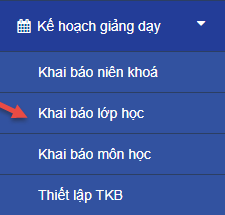 Kế hoạch giảng dạy
Khai báo niên khoá
Khai báo lớp học
Khai báo môn học
Thiết lập TKB